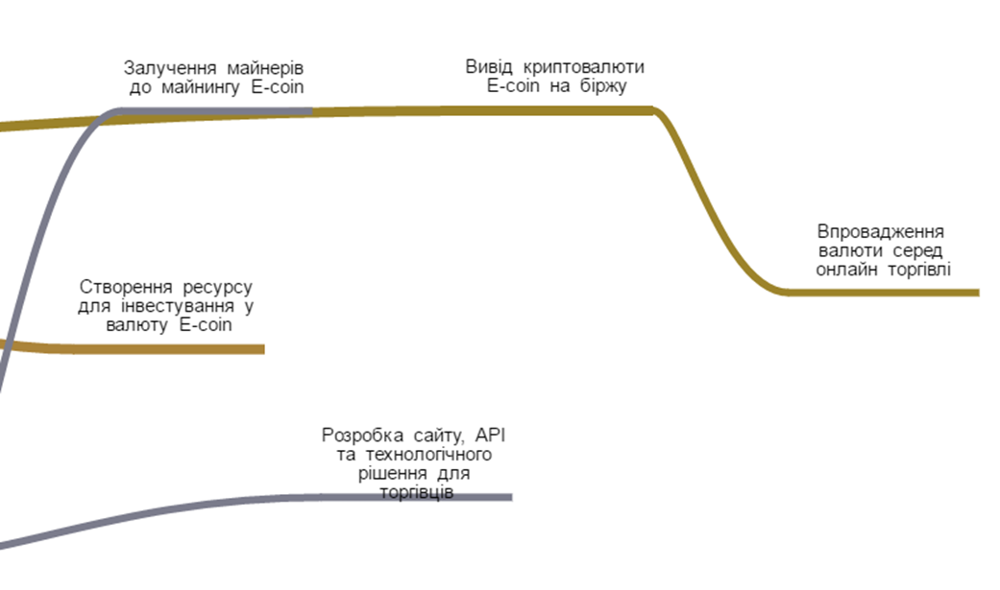 Залучення майнерів
до майнингу E-coin
Вивід криптовалюти
E-coin на біржу
Впровадження
валюти серед
онлайн торгівлі
Створення ресурсу
для інвестування у
валюту E-coin
Розробка сайту, API
та технологічного
рішення для
торгівців